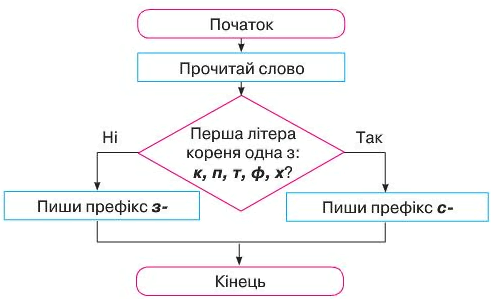 Початок
Прочитай слово
Ні
Перша літера
кореня одна з:
к, п, т, ф, х?
Так
Пиши префікс з-
Пиши префікс с-
Кінець